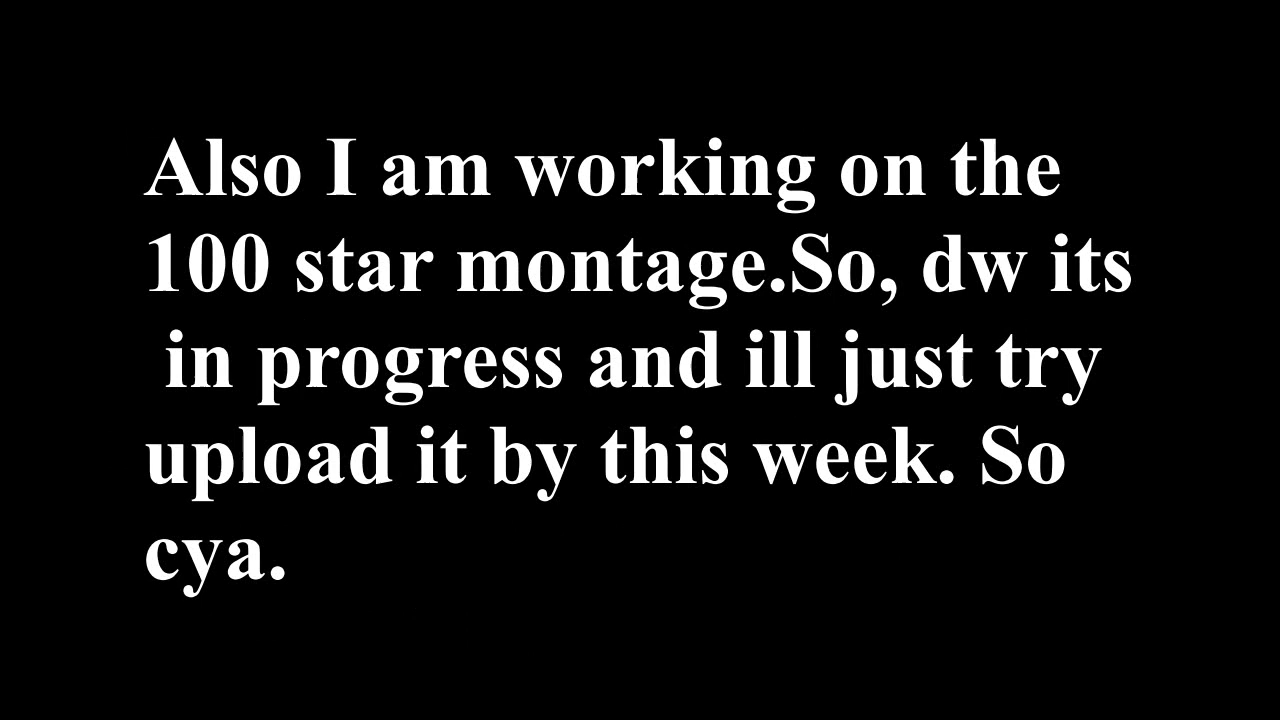 Also I am working on the
100 star montage.So, dw its
in progress and ill just try
upload it by this week. So
cya.